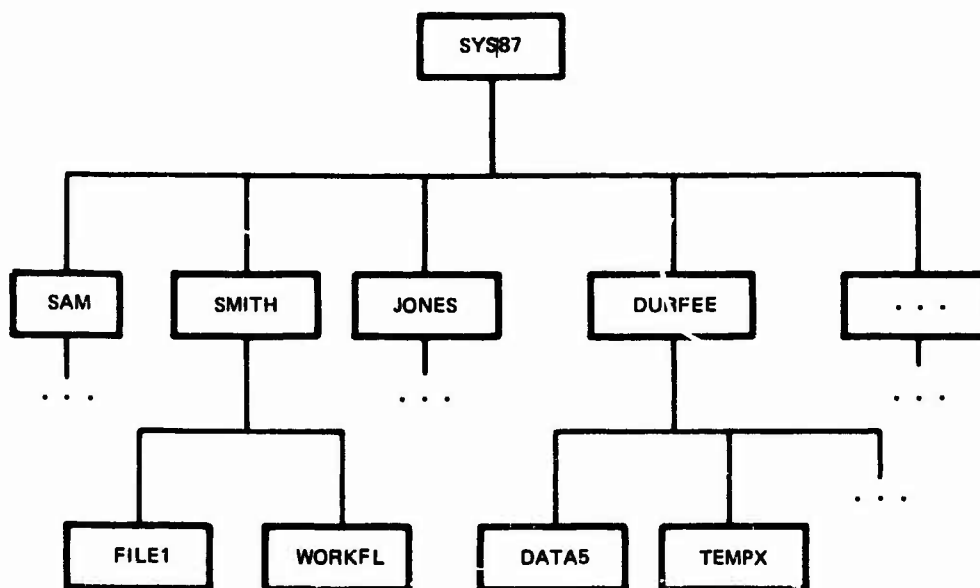 SYS87
SAM SMITH JONES DURFEE . . .
. . . . . . . . .
. . .
FILE1 WORKFL DATA5 TEMPX